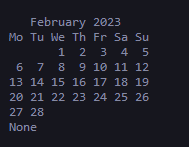 February 2023
Mo Tu We Th Fr Sa Su
1 2 3 4 5
6 7 8 9 10 11 12
13 14 15 16 17 18 19
20 21 22 23 24 25 26
27 28
None